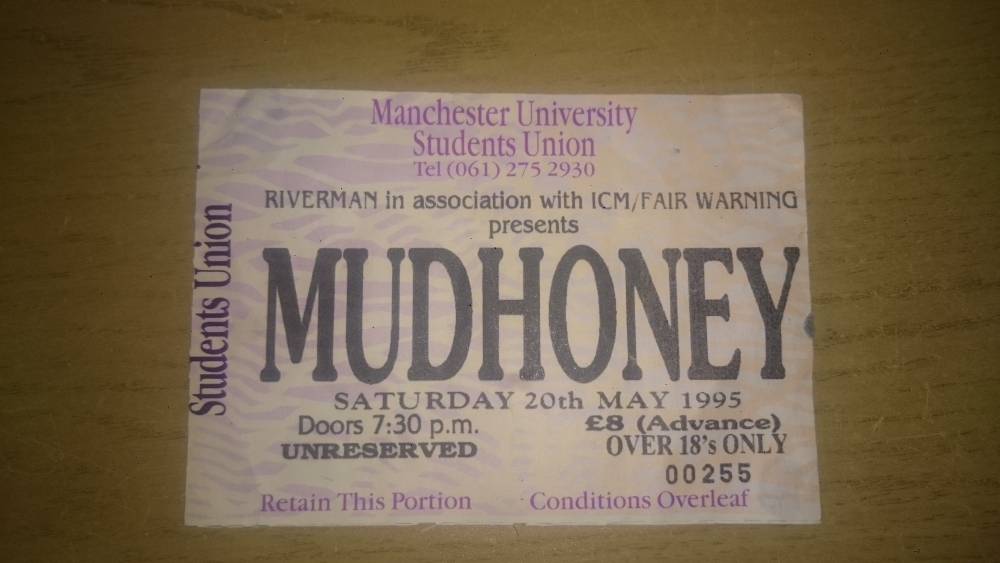 Manchester University
Students Union
Tel (061) 275 2930
RIVERMAN in association with ICM/FAIR WARNING
presents
MUDHONEY
SATURDAY 20th MAY 1995
Doors 7:30 p.m.
£8 (Advance)
UNRESERVED
OVER 18's ONLY
00255
Retain This Portion
Conditions Overleaf
Students Union